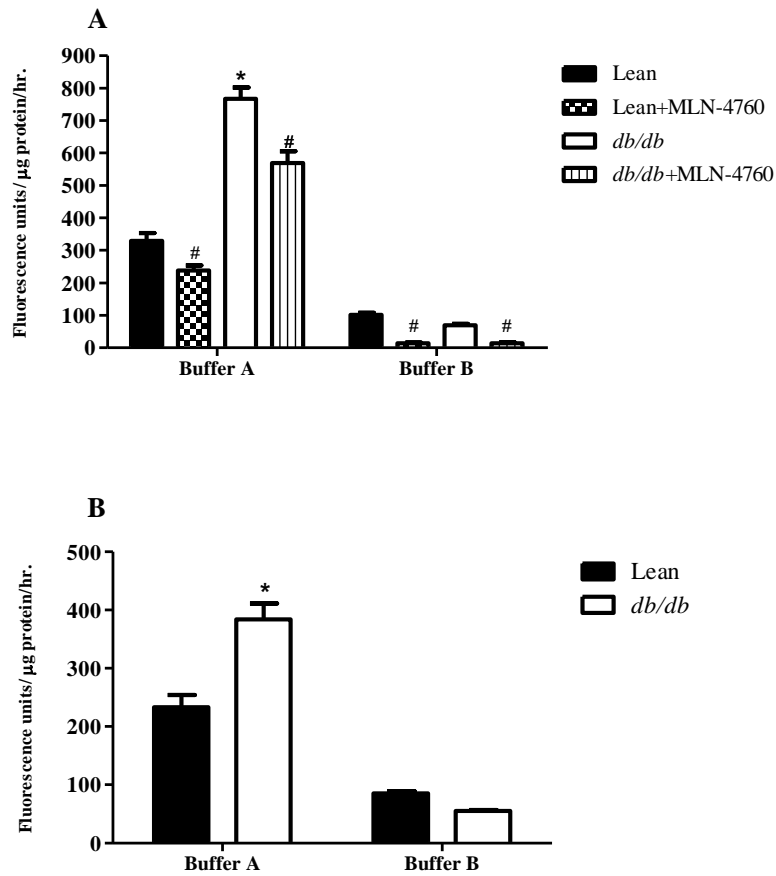 A
Fluorescence units/ µg protein/hr.
900
800
700
600
500
400
300
200
100
0
*
#
#
#
#
Buffer A
Buffer B
Lean
Lean+MLN-4760
db/db
db/db+MLN-4760
B
Fluorescence units/ µg protein/hr.
500
400
300
200
100
0
*
Buffer A
Buffer B
Lean
db/db